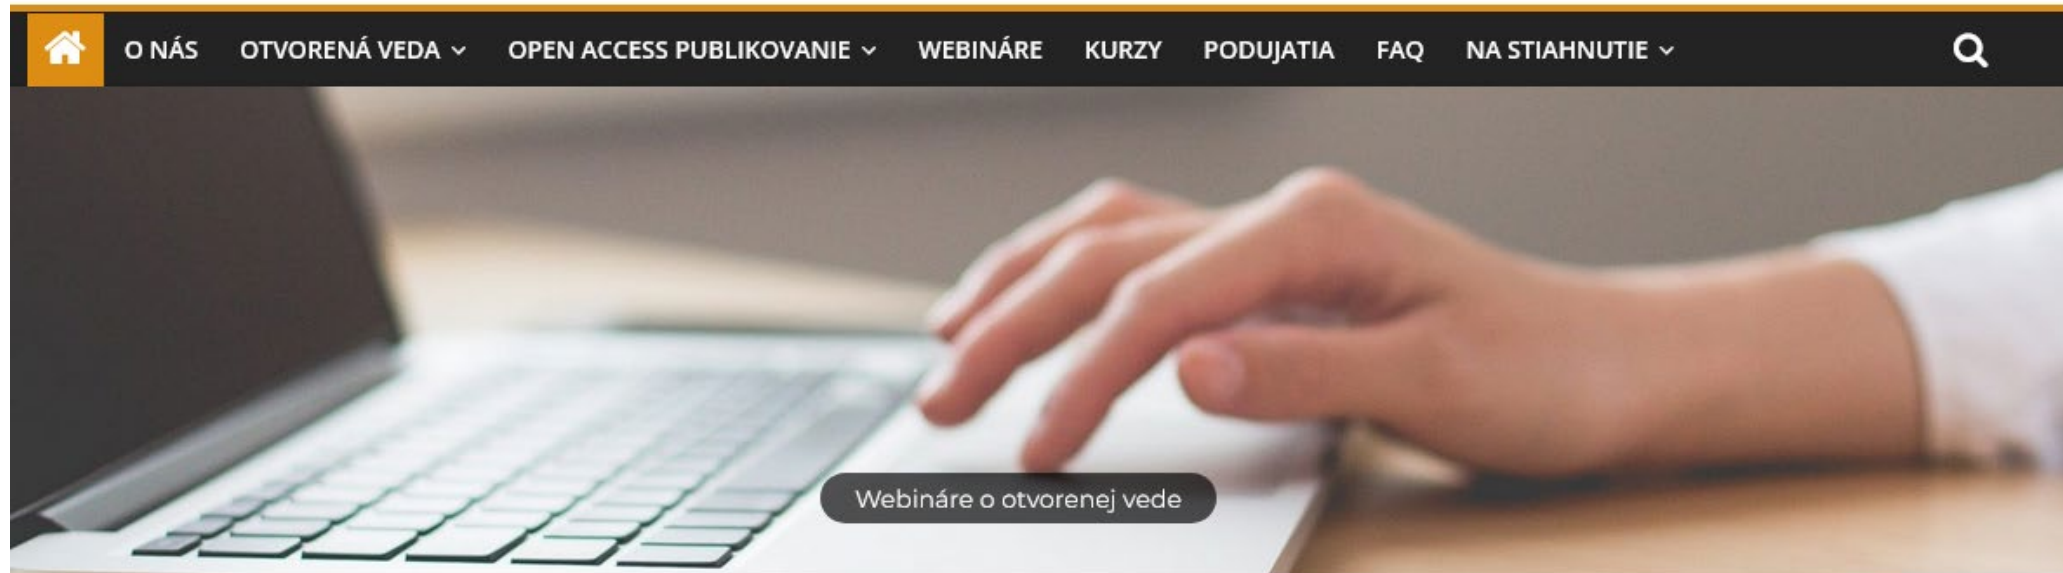 O NÁS OTVORENÁ VEDA OPEN ACCESS PUBLIKOVANIE WEBINÁRE KURZY PODUJATIA FAQ NA STIAHNUTIE
Webináre o otvorenej vede